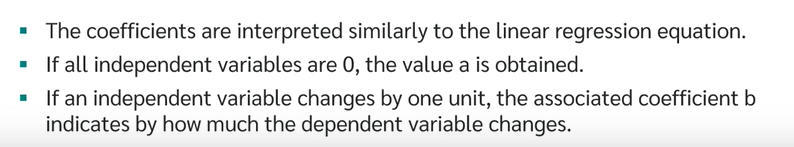 The coefficients are interpreted similarly to the linear regression equation.
If all independent variables are 0, the value a is obtained.
If an independent variable changes by one unit, the associated coefficient b
indicates by how much the dependent variable changes.